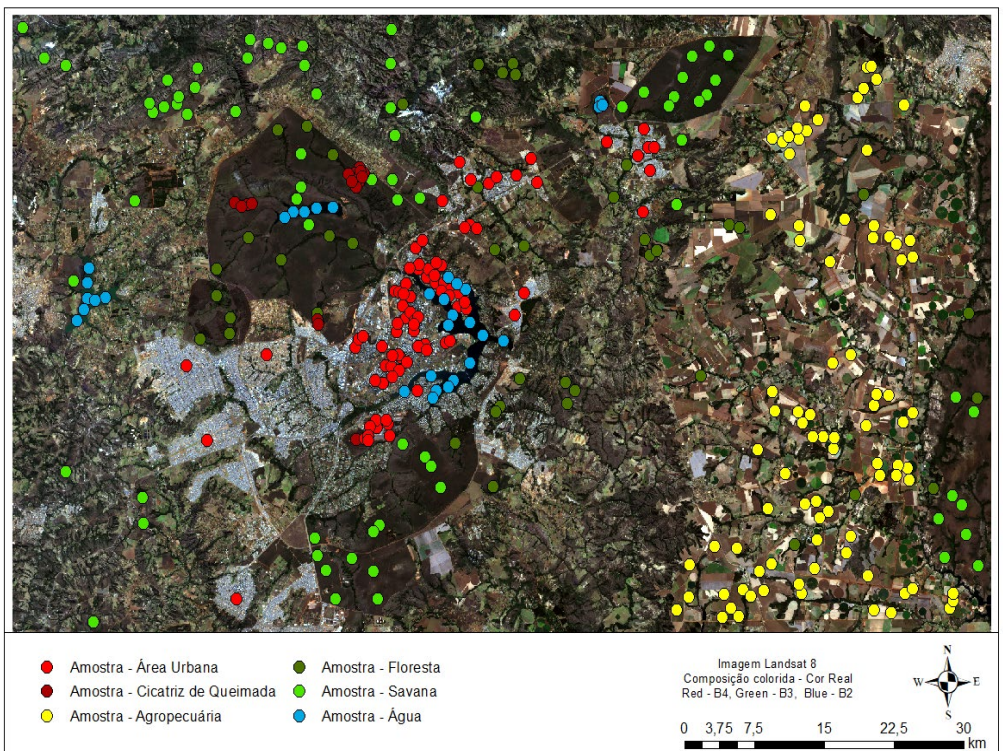 Amostra - Área Urbana
Amostra - Cicatriz de Queimada
Amostra - Agropecuária
Amostra - Floresta
Amostra - Savana
Amostra - Água
Imagem Landsat 8
Composição colorida - Cor Real
Red - B4, Green - B3, Blue - B2
N
W E
S
0 3,75 7,5 15 22,5 30
km